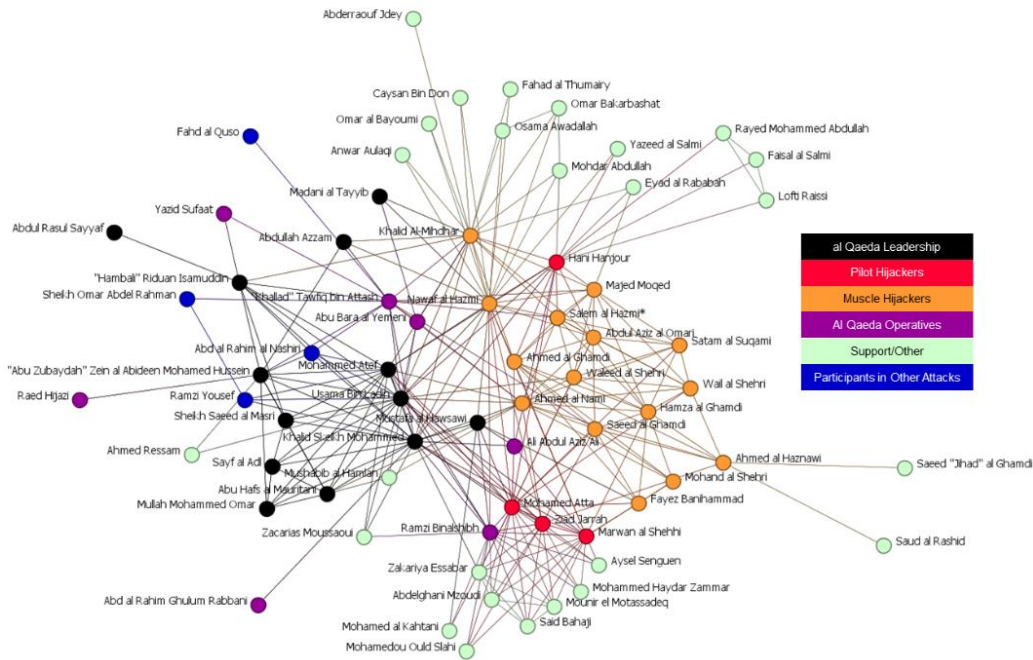 Abderraouf Jdey
Caysan Bin Don
Fahad al Thumairy
Omar Bakarbashat
Omar al Bayoumi
Osama Awadallah
Rayed Mohammed Abdullah
Fahd al Quso
Anwar Aulaqi
Yazeed al Salmi
Faisal al Salmi
Mohdar Abdullah
Eyad al Rababah
Madani al Tayyib
Lofti Raissi
Yazid Sufaat
Abdul Rasul Sayyaf
Abdullah Azzam
Khalid Al-Mihdhar
al Qaeda Leadership
Hani Hanjour
Pilot Hijackers
"Hambali" Riduan Isamuddin
Majed Moqed
Muscle Hijackers
Sheikh Omar Abdel Rahman
"Khallad" Tawfiq bin Attash
Nawaf al Hazmi
Abu Bara al Yemeni
Salem al Hazmi*
Al Qaeda Operatives
Abdul Aziz al Omari
Satam al Suqami
Support/Other
Abd al Rahim al Nashiri
Mohammed Atef
Ahmed al Ghamdi
"Abu Zubaydah" Zein al Abideen Mohamed Hussein
Waleed al Shehri
Participants in Other Attacks
Wail al Shehri
Raed Hijazi
Ramzi Yousef
Usama Bin Ladin
Ahmed al Nami
Hamza al Ghamdi
Sheikh Saeed al Masri
Mustafa al Hawsawi
Saeed al Ghamdi
Khalid Sheikh Mohammed
Ali Abdul Aziz Ali
Ahmed Ressam
Ahmed al Haznawi
Saeed "Jihad" al Ghamdi
Sayf al Adl
Mushabib al Hamlan
Mohand al Shehri
Abu Hafs al Mauritani
Mullah Mohammed Omar
Mohamed Atta
Fayez Banihammad
Ziad Jarrah
Zacarias Moussaoui
Ramzi Binalshibh
Marwan al Shehhi
Saud al Rashid
Aysel Senguen
Zakariya Essabar
Mohammed Haydar Zammar
Abdelghani Mzoudi
Mounir el Motassadeq
Abd al Rahim Ghulum Rabbani
Said Bahaji
Mohamed al Kahtani
Mohamedou Ould Slahi